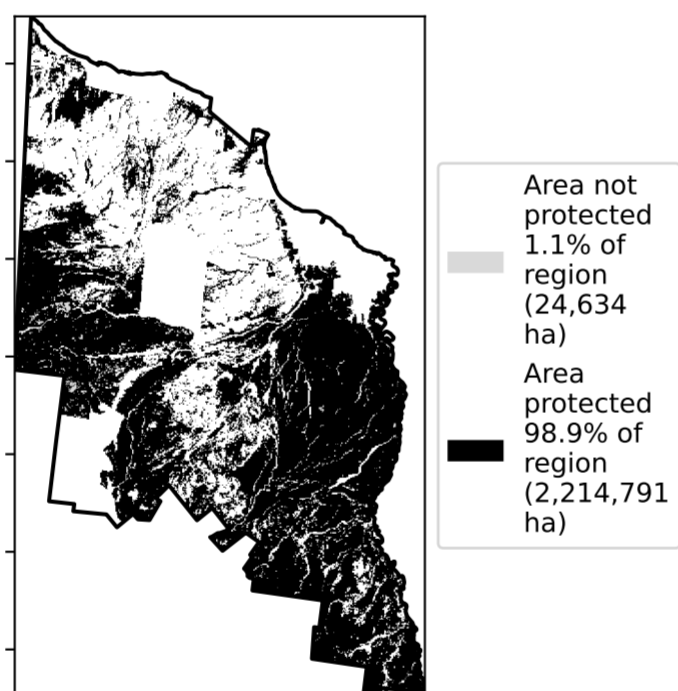 Area not
protected
1.1% of
region
(24,634
ha)
Area
protected
98.9% of
region
(2,214,791
ha)